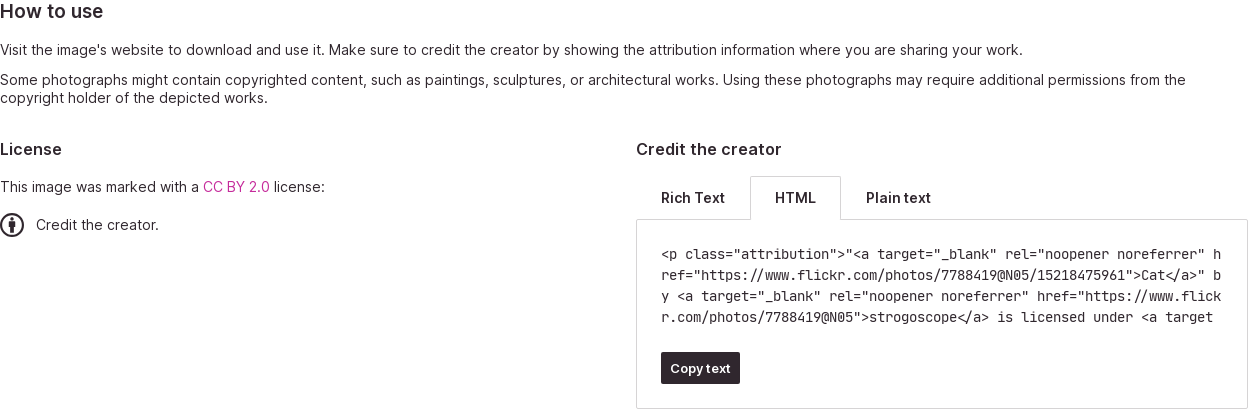 How to use
Visit the image's website to download and use it. Make sure to credit the creator by showing the attribution information where you are sharing your work.
Some photographs might contain copyrighted content, such as paintings, sculptures, or architectural works. Using these photographs may require additional permissions from the
copyright holder of the depicted works.
License
This image was marked with a CC BY 2.0 license:
Credit the creator.
Credit the creator
Rich Text HTML Plain text
<p class="attribution">"<a target="_blank" rel="noopener noreferrer" h
ref="https://www.flickr.com/photos/7788419@N05/15218475961">Cat</a>" b
y <a target="_blank" rel="noopener noreferrer" href="https://www.flick
r.com/photos/7788419@N05">strogoscope</a> is licensed under <a target
Copy text